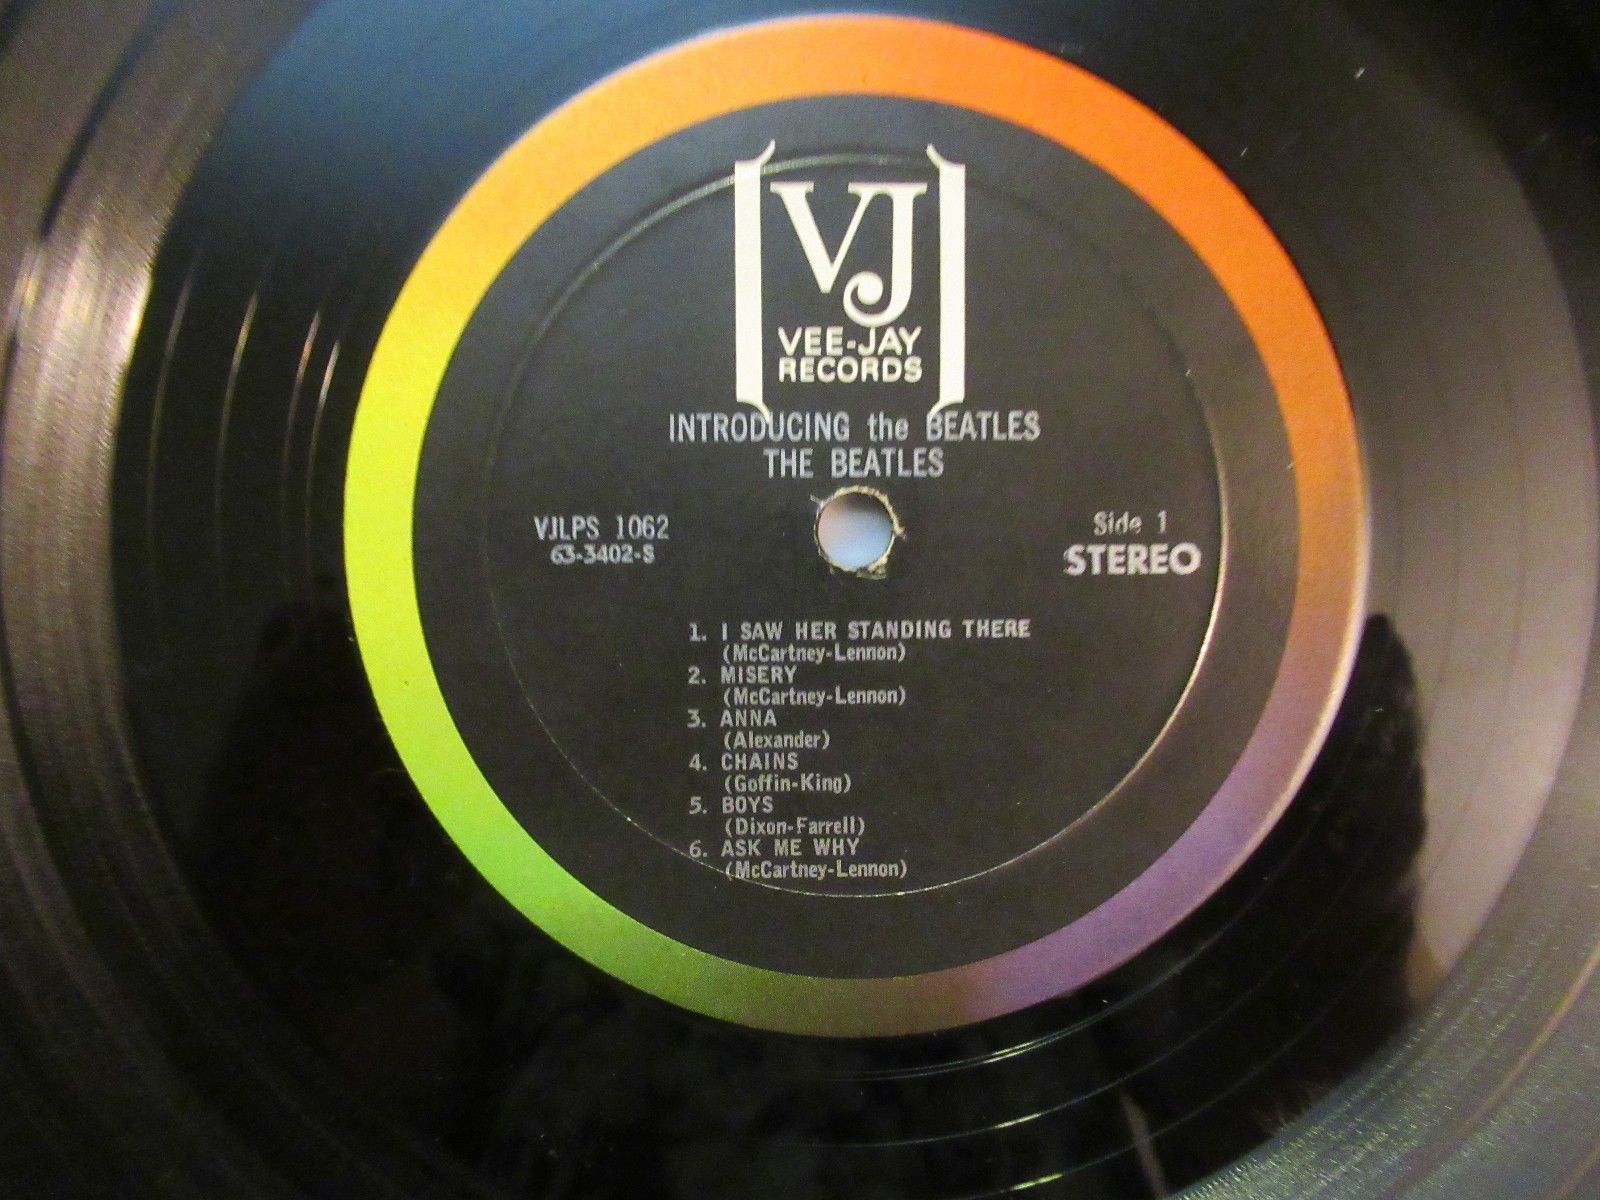 VJ
VEE-JAY
RECORDS
INTRODUCING the BEATLES
THE BEATLES
VJLPS 1062
63-3402-S
Side 1
STEREO
1. I SAW HER STANDING THERE
(McCartney-Lennon)
2. MISERY
(McCartney-Lennon)
3. ANNA
(Alexander)
4. CHAINS
(Goffin-King)
5. BOYS
(Dixon-Farrell)
6. ASK ME WHY
(McCartney-Lennon)